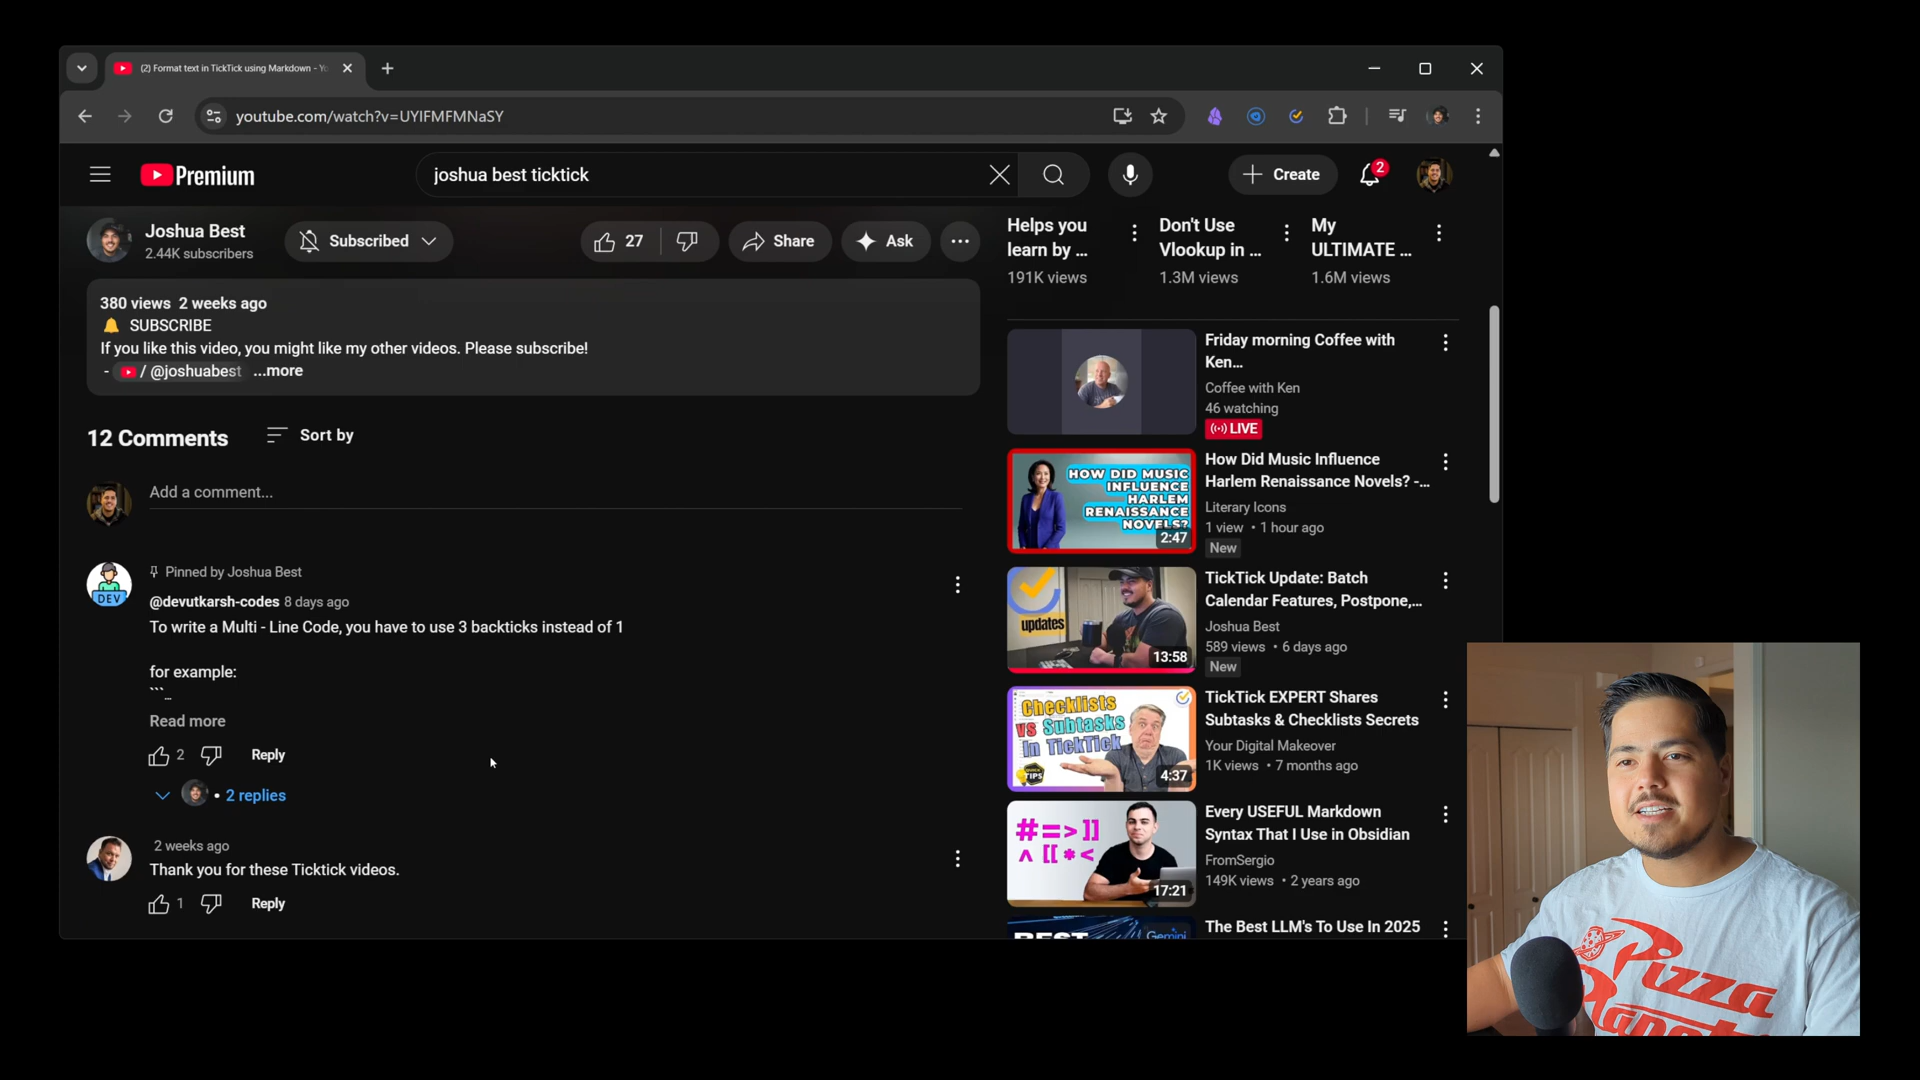 (2) Format text in TickTick using Markdown - Yo
youtube.com/watch?v=UYIFMFMNaSY
Premium
joshua best ticktick
Create
2
Joshua Best
2.44K subscribers
Subscribed
27
Share
Ask
380 views 2 weeks ago
SUBSCRIBE
If you like this video, you might like my other videos. Please subscribe!
- / @joshuabest ...more
12 Comments
Sort by
Add a comment...
Pinned by Joshua Best
@devutkarsh-codes 8 days ago
DEV
To write a Multi - Line Code, you have to use 3 backticks instead of 1
for example:
```…
Read more
2
Reply
• 2 replies
2 weeks ago
Thank you for these Ticktick videos.
1
Reply
Helps you
learn by ...
191K views
Don't Use
Vlookup in ...
1.3M views
My
ULTIMATE ...
1.6M views
Friday morning Coffee with
Ken...
Coffee with Ken
46 watching
LIVE
HOW DID MUSIC
INFLUENCE
HARLEM
RENAISSANCE
NOVELS?
2:47
How Did Music Influence
Harlem Renaissance Novels? -...
Literary Icons
1 view • 1 hour ago
New
updates
13:58
TickTick Update: Batch
Calendar Features, Postpone,...
Joshua Best
589 views • 6 days ago
New
Checklists
vs Subtasks
in TickTick
QUICK
TIPS
4:37
TickTick EXPERT Shares
Subtasks & Checklists Secrets
Your Digital Makeover
1K views • 7 months ago
#=>]]
^ [[*<
17:21
Every USEFUL Markdown
Syntax That I Use in Obsidian
FromSergio
149K views • 2 years ago
BEST
Gemini
The Best LLM's To Use In 2025
Pizza
Planet